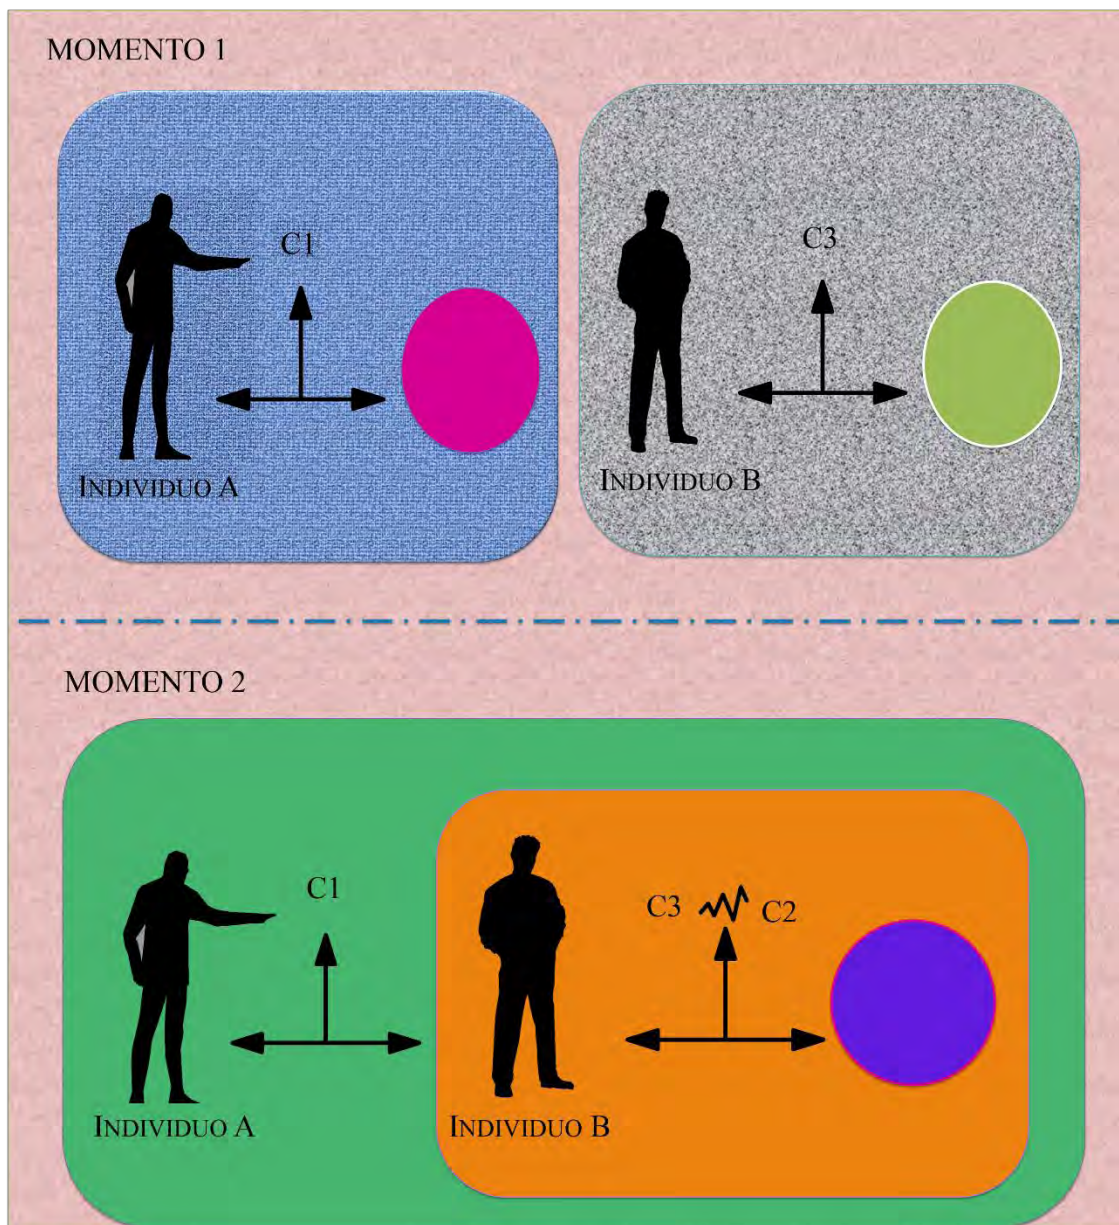 MOMENTO 1
C1
C3
INDIVIDUO A
INDIVIDUO B
MOMENTO 2
C1
C3 C2
INDIVIDUO A
INDIVIDUO B